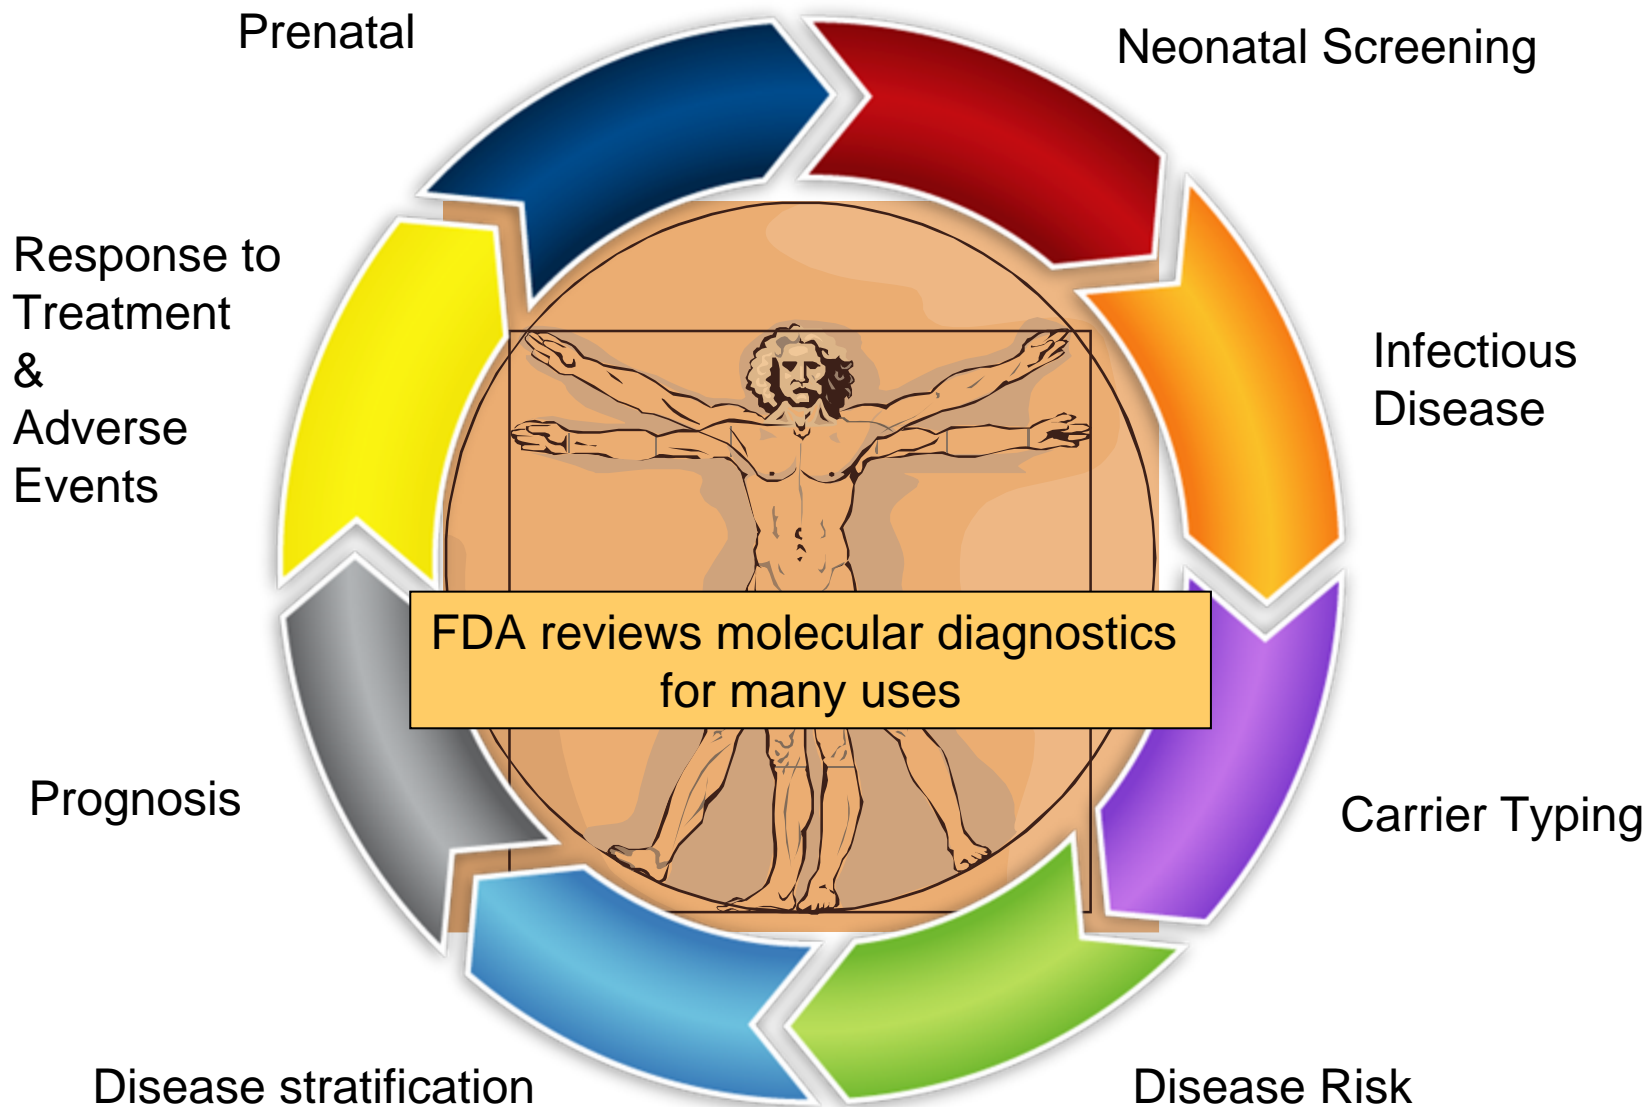 Prenatal
Neonatal Screening
Response to
Treatment
&
Adverse
Events
Infectious
Disease
FDA reviews molecular diagnostics
for many uses
Prognosis
Carrier Typing
Disease stratification
Disease Risk